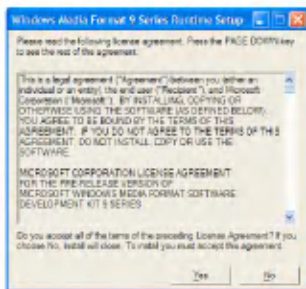 Windows Media Format 9 Series Runtime Setup
Please read the following license agreement. Press the PAGE DOWN key
to see the rest of the agreement.
This is a legal agreement ("Agreement") between you (either an
individual or an entity), the end user ("Recipient"), and Microsoft
Corporation ("Microsoft"). BY INSTALLING, COPYING OR
OTHERWISE USING THE SOFTWARE (AS DEFINED BELOW),
YOU AGREE TO BE BOUND BY THE TERMS OF THIS
AGREEMENT. IF YOU DO NOT AGREE TO THE TERMS OF THIS
AGREEMENT, DO NOT INSTALL, COPY OR USE THE
SOFTWARE.
MICROSOFT CORPORATION LICENSE AGREEMENT
FOR THE PRE-RELEASE VERSION OF
MICROSOFT WINDOWS MEDIA FORMAT SOFTWARE
DEVELOPMENT KIT 9 SERIES
Do you accept all of the terms of the preceding License Agreement? If you
choose No, install will close. To install you must accept this agreement.
Yes
No